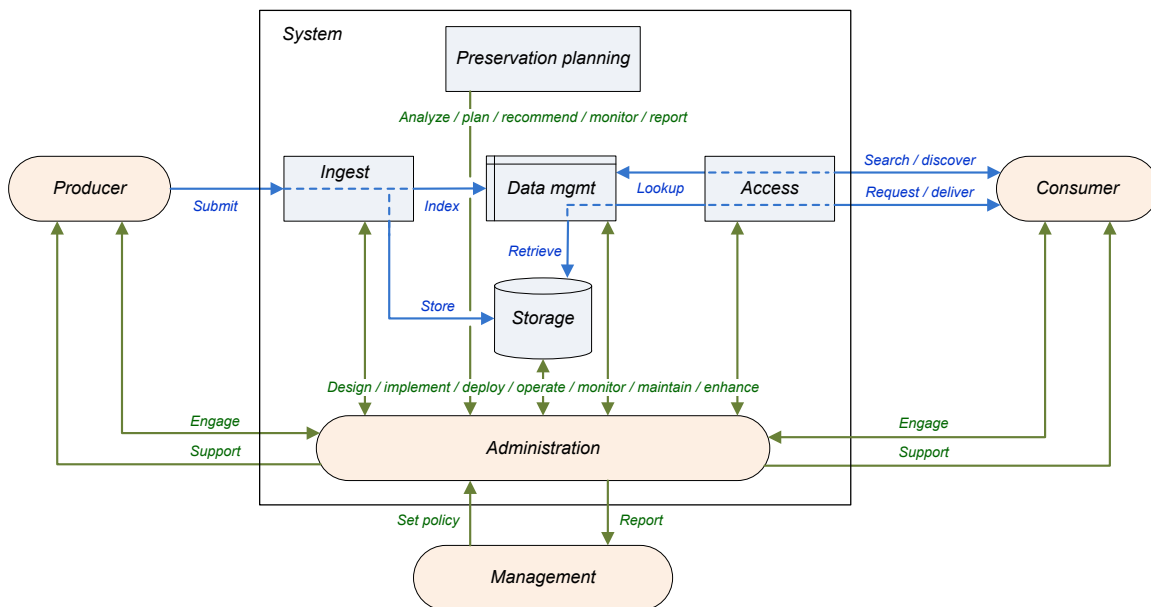 System
Preservation planning
Analyze / plan / recommend / monitor / report
Producer
Submit
Ingest
Index
Data mgmt
Lookup
Access
Search / discover
Request / deliver
Consumer
Retrieve
Store
Storage
Design / implement / deploy / operate / monitor / maintain / enhance
Engage
Support
Administration
Engage
Support
Set policy
Report
Management